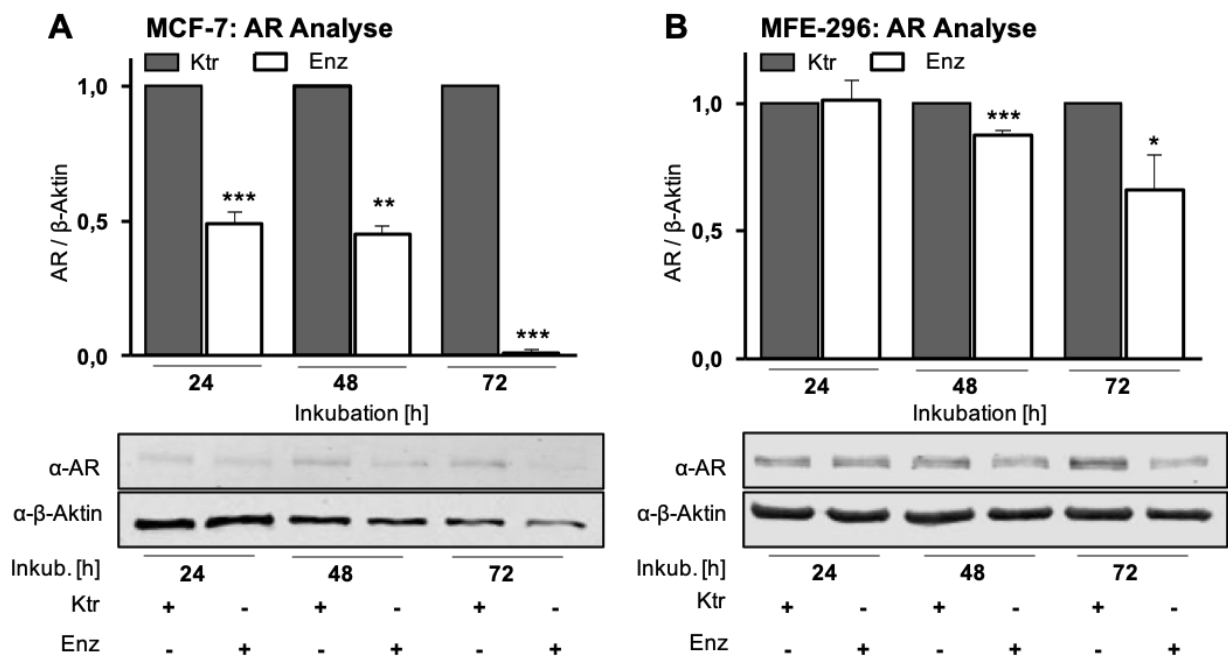 A MCF-7: AR Analyse
Ktr Enz
1,0
***
**
0,5
***
0,0
AR / β-Aktin
24 48 72
Inkubation [h]
α-AR
α-β-Aktin
Inkub. [h] 24 48 72
Ktr + - + - + -
Enz - + - + - +
B MFE-296: AR Analyse
Ktr Enz
1,0
***
*
0,5
0,0
AR / β-Aktin
24 48 72
Inkubation [h]
α-AR
α-β-Aktin
Inkub. [h] 24 48 72
Ktr + - + - + -
Enz - + - + - +